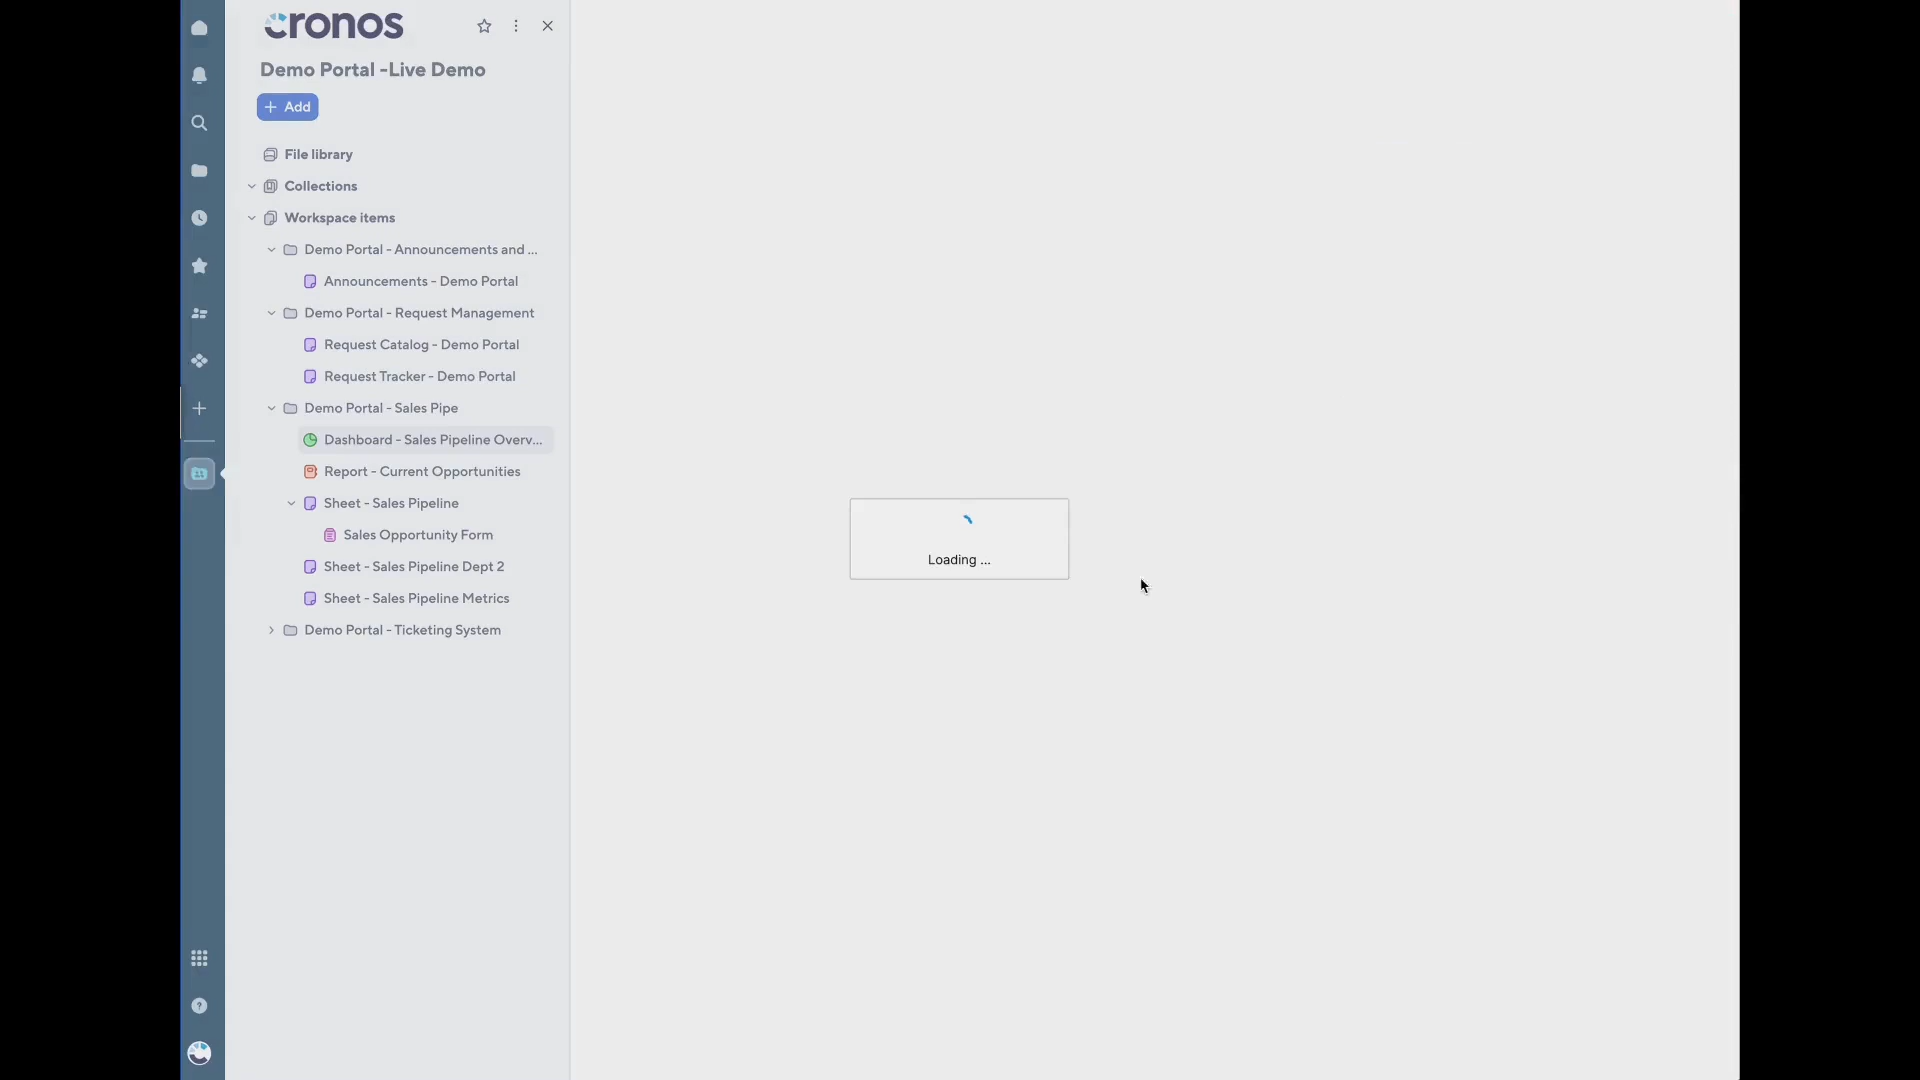 cronos
Demo Portal -Live Demo
Add
File library
Collections
Workspace items
Demo Portal - Announcements and ...
Announcements - Demo Portal
Demo Portal - Request Management
Request Catalog - Demo Portal
Request Tracker - Demo Portal
Demo Portal - Sales Pipe
Dashboard - Sales Pipeline Overv...
Report - Current Opportunities
Sheet - Sales Pipeline
Sales Opportunity Form
Sheet - Sales Pipeline Dept 2
Sheet - Sales Pipeline Metrics
Demo Portal - Ticketing System
Loading ...